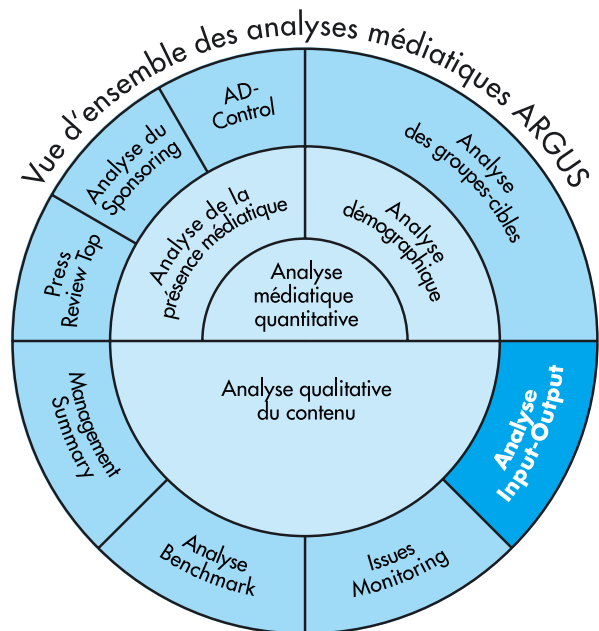 Vue d'ensemble des analyses médiatiques ARGUS
AD-
Control
Analyse du
Sponsoring
Press
Review Top
Analyse
des groupes-cibles
Analyse de la
présence médiatique
Analyse
démographique
Analyse
médiatique
quantitative
Analyse qualitative
du contenu
Management
Summary
Analyse
Benchmark
Issues
Monitoring
Analyse
Input-Output